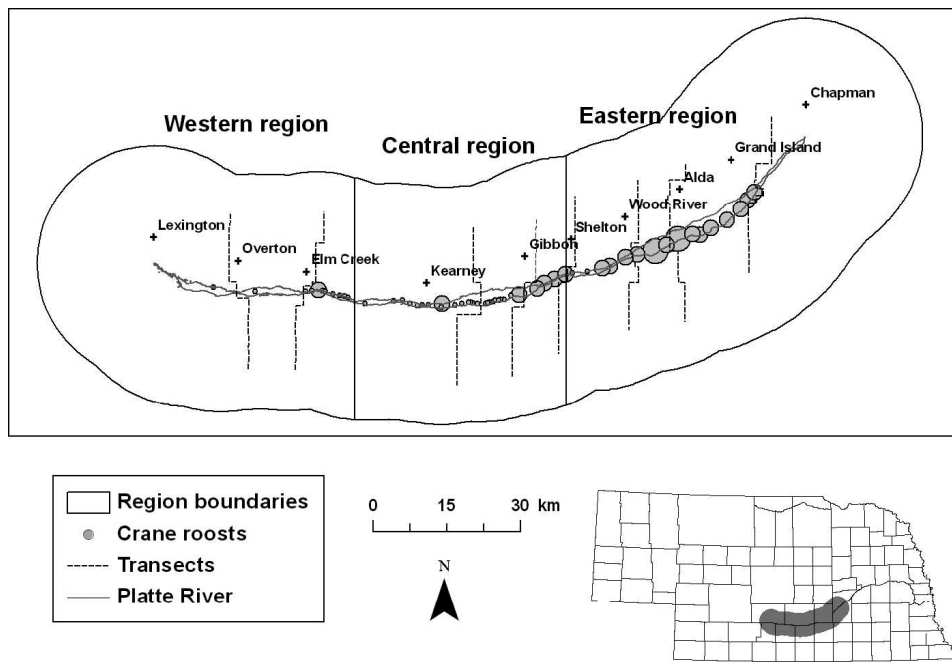 Chapman
Eastern region
Western region
Central region
Grand Island
Alda
Wood River
Lexington
Shelton
Overton
Gibbon
Elm Creek
Kearney
Region boundaries
Crane roosts
Transects
Platte River
0 15 30 km
N